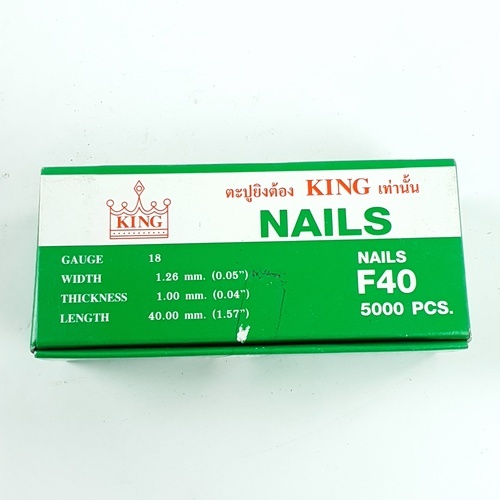 KING
ตะปูยิงต้อง KING เท่านั้น
NAILS
GAUGE 18
WIDTH 1.26 mm. (0.05")
THICKNESS 1.00 mm. (0.04")
LENGTH 40.00 mm. (1.57")
NAILS
F40
5000 PCS.